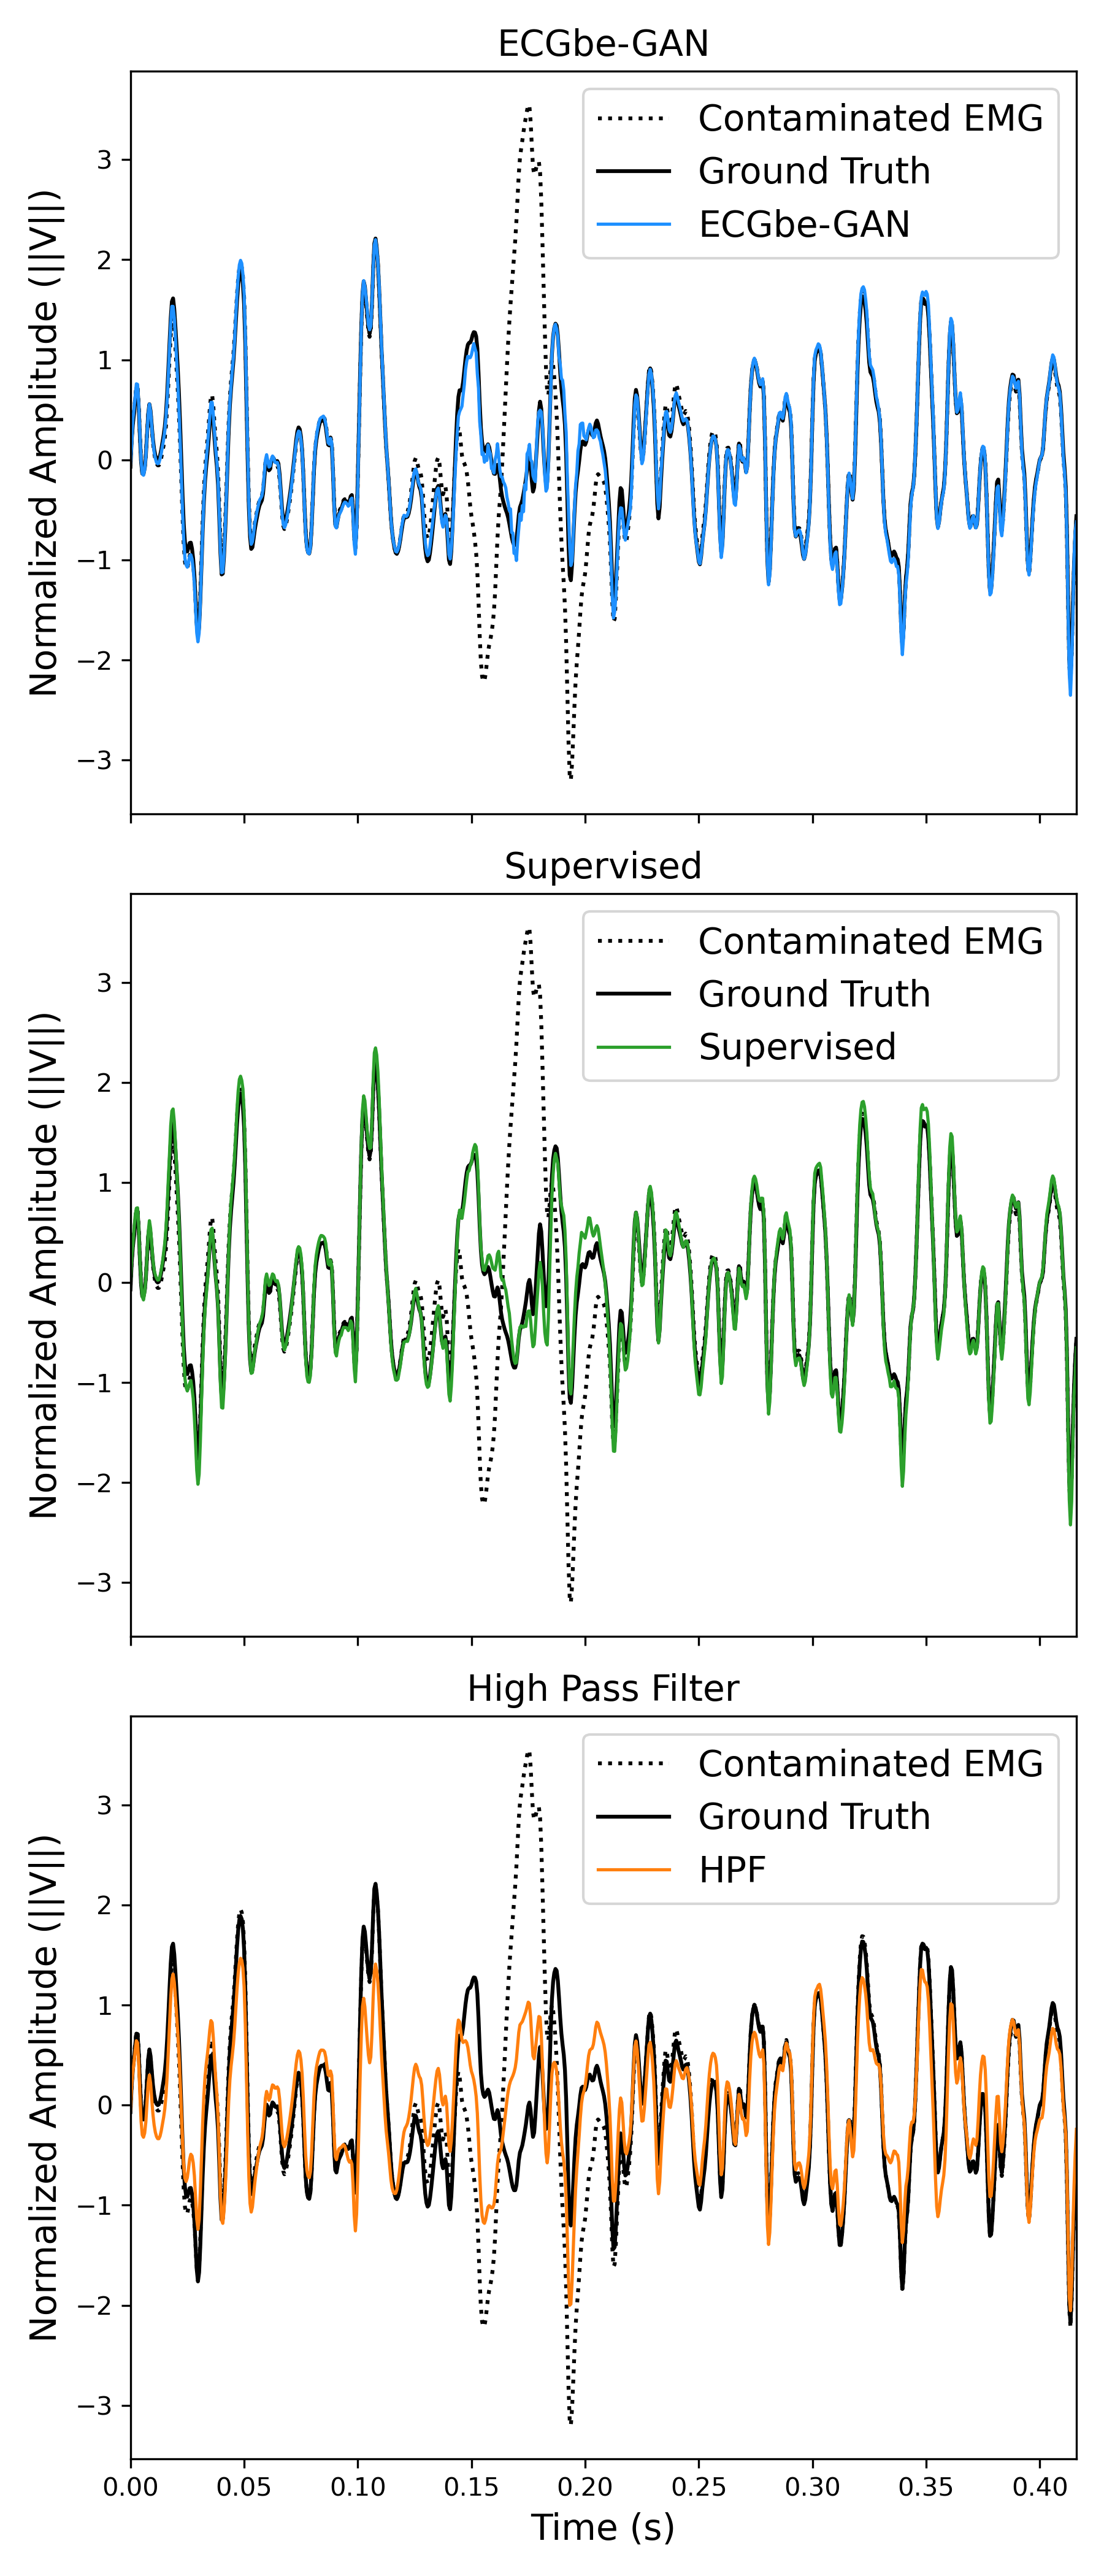 ECGbe-GAN
Contaminated EMG
Ground Truth
ECGbe-GAN
Normalized Amplitude (||V||)
3
2
1
0
−1
−2
−3
Supervised
Contaminated EMG
Ground Truth
Supervised
Normalized Amplitude (||V||)
3
2
1
0
−1
−2
−3
High Pass Filter
Contaminated EMG
Ground Truth
HPF
Normalized Amplitude (||V||)
3
2
1
0
−1
−2
−3
0.00 0.05 0.10 0.15 0.20 0.25 0.30 0.35 0.40
Time (s)